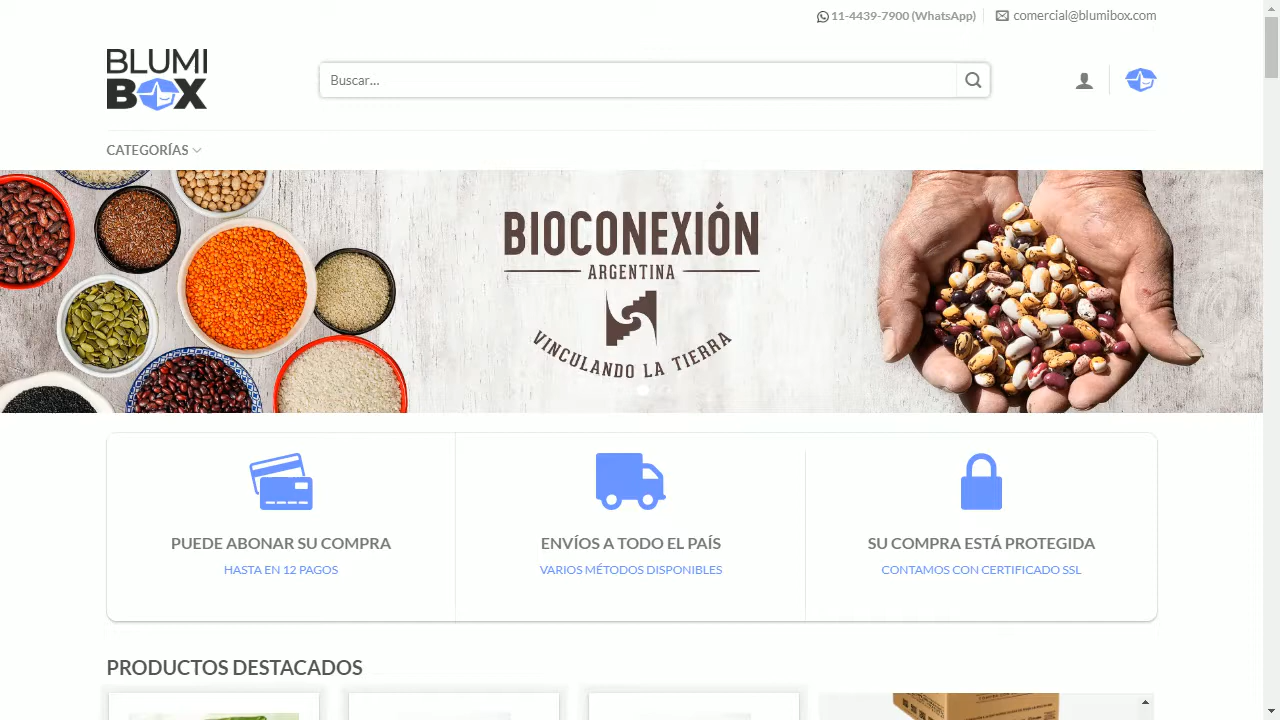 11-4439-7900 (WhatsApp)
comercial@blumibox.com
BLUMI
BOX
Buscar...
CATEGORÍAS
BIOCONEXIÓN
ARGENTINA
VINCULANDO LA TIERRA
PUEDE ABONAR SU COMPRA
HASTA EN 12 PAGOS
ENVÍOS A TODO EL PAÍS
VARIOS MÉTODOS DISPONIBLES
SU COMPRA ESTÁ PROTEGIDA
CONTAMOS CON CERTIFICADO SSL
PRODUCTOS DESTACADOS